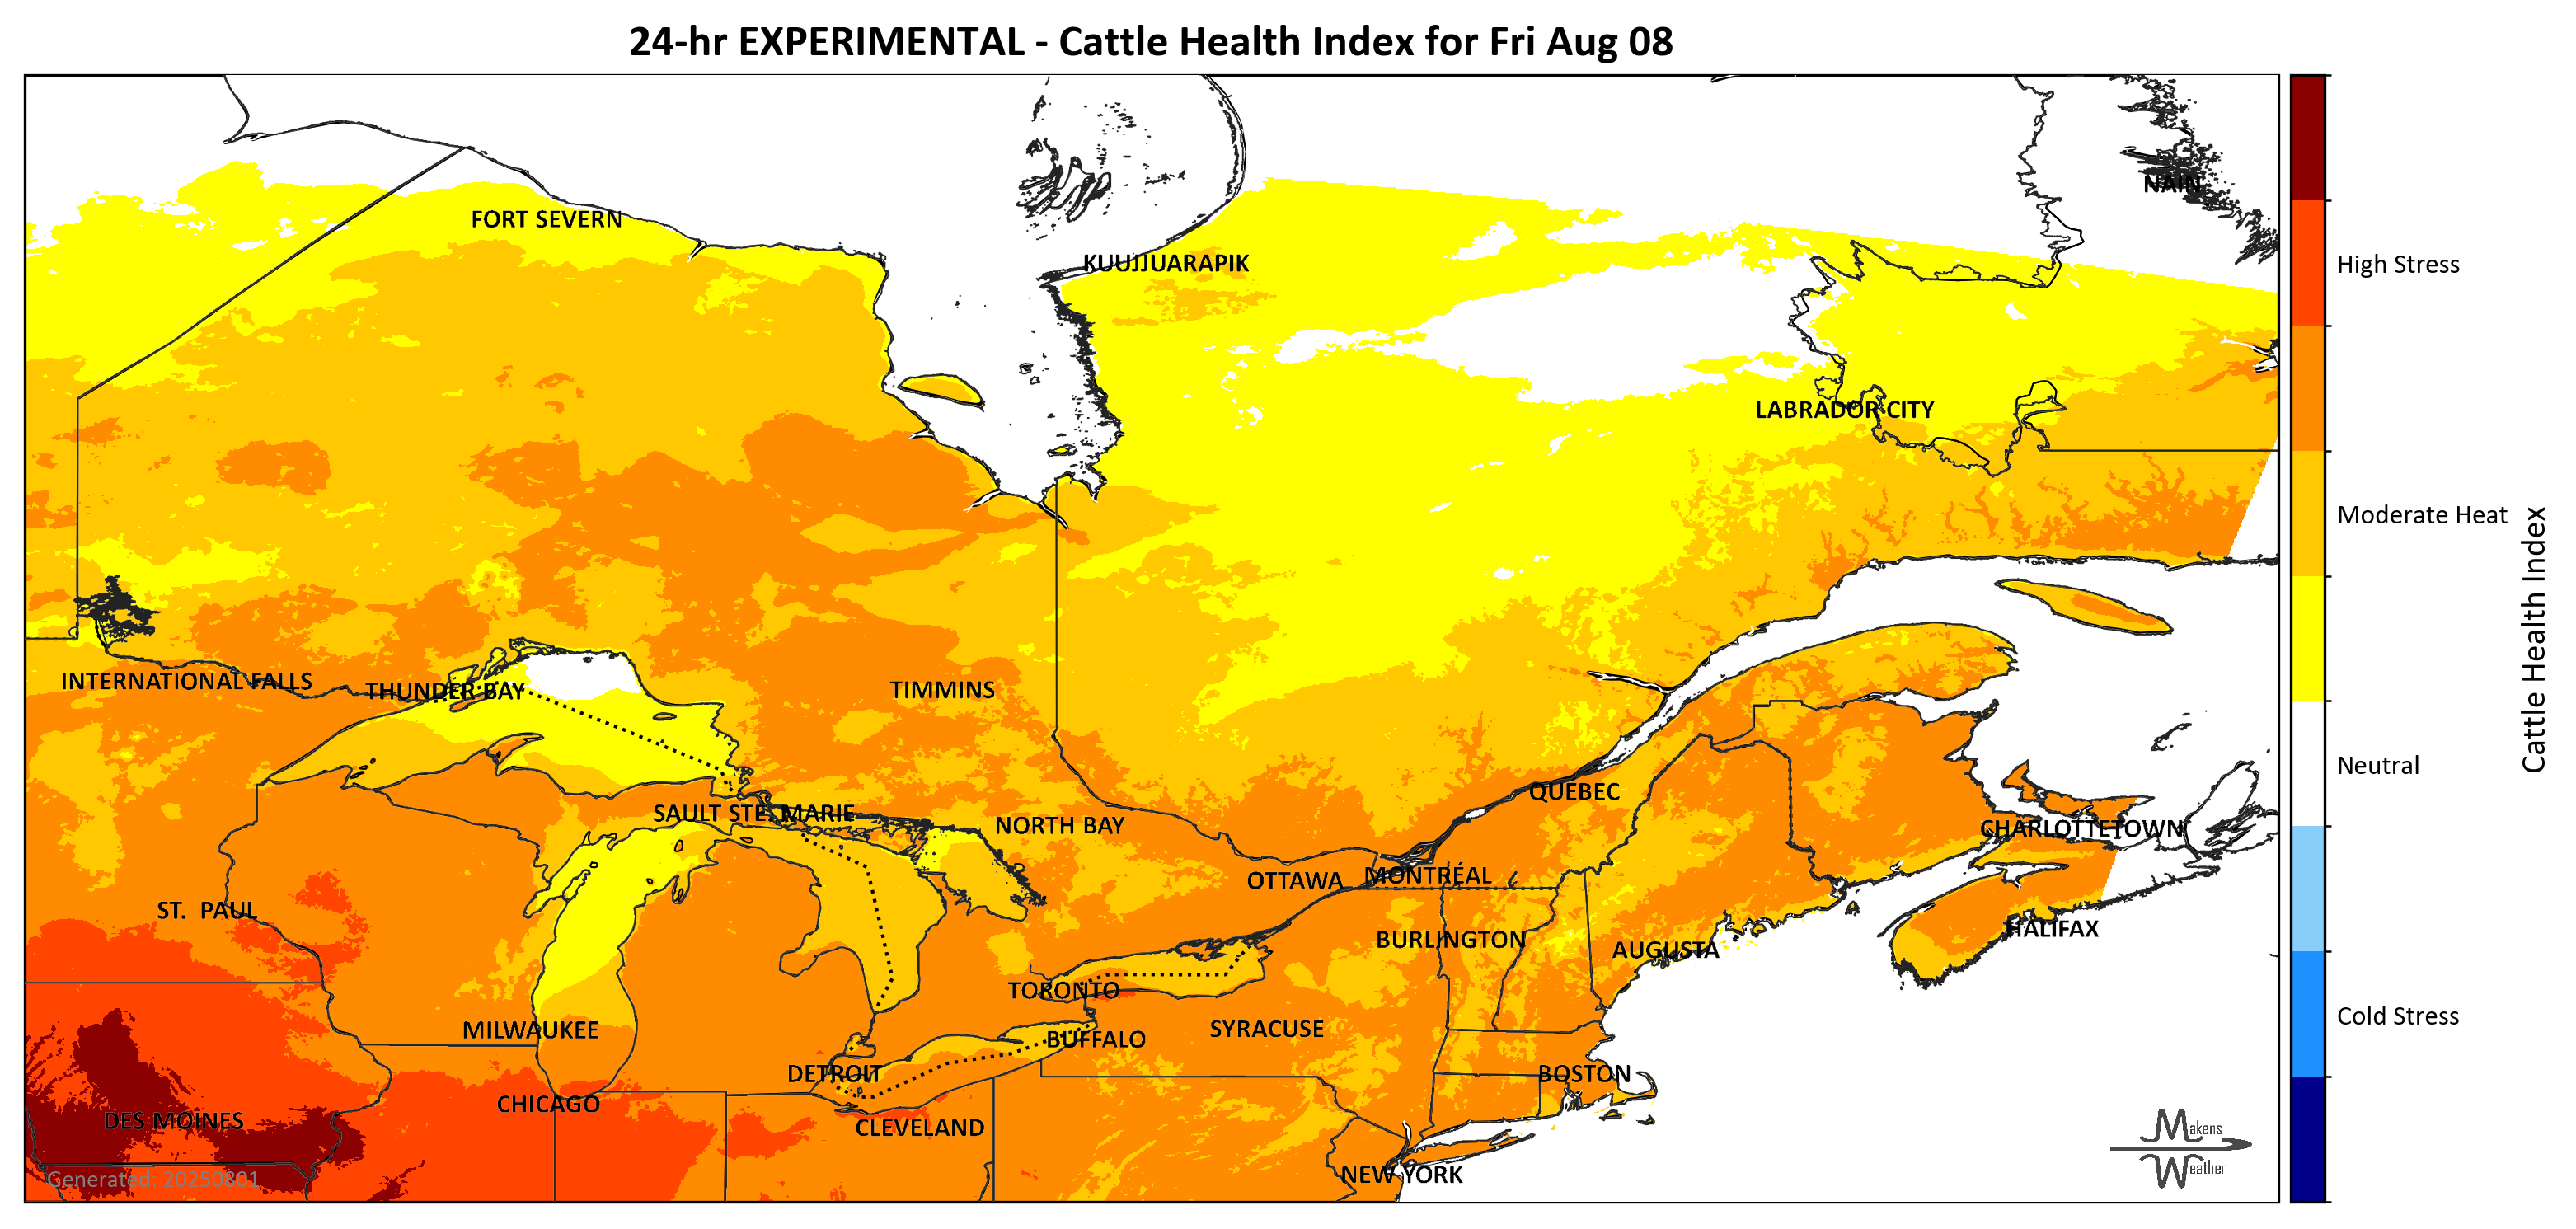 24-hr EXPERIMENTAL - Cattle Health Index for Fri Aug 08
NAIN
FORT SEVERN
KUUJJUARAPIK
High Stress
LABRADOR CITY
Moderate Heat
Cattle Health Index
INTERNATIONAL FALLS
THUNDER BAY
TIMMINS
Neutral
QUEBEC
SAULT STE. MARIE
NORTH BAY
CHARLOTTETOWN
OTTAWA
MONTRÉAL
ST. PAUL
HALIFAX
BURLINGTON
AUGUSTA
TORONTO
Cold Stress
MILWAUKEE
SYRACUSE
BUFFALO
DETROIT
BOSTON
CHICAGO
DES MOINES
CLEVELAND
Makens
Weather
NEW YORK
Generated: 20250801